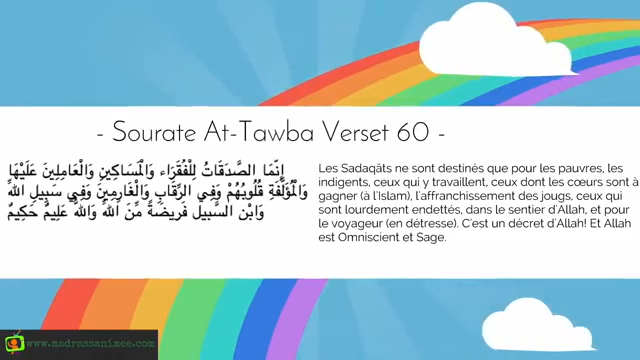 - Sourate At-Tawba Verset 60 -
إِنَّمَا الصَّدَقَاتُ لِلْفُقَرَاء وَالْمَسَاكِينِ وَالْعَامِلِينَ عَلَيْهَا
وَالْمُؤَلَّفَةِ قُلُوبُهُمْ وَفِي الرِّقَابِ وَالْغَارِمِينَ وَفِي سَبِيلِ اللّهِ
وَابْنِ السَّبِيلِ فَرِيضَةً مِّنَ اللّهِ وَاللّهُ عَلِيمٌ حَكِيمٌ
Les Sadaqâts ne sont destinés que pour les pauvres, les
indigents, ceux qui y travaillent, ceux dont les cœurs sont à
gagner (à l'Islam), l'affranchissement des jougs, ceux qui
sont lourdement endettés, dans le sentier d'Allah, et pour
le voyageur (en détresse). C'est un décret d'Allah! Et Allah
est Omniscient et Sage.
www.madrassanimee.com